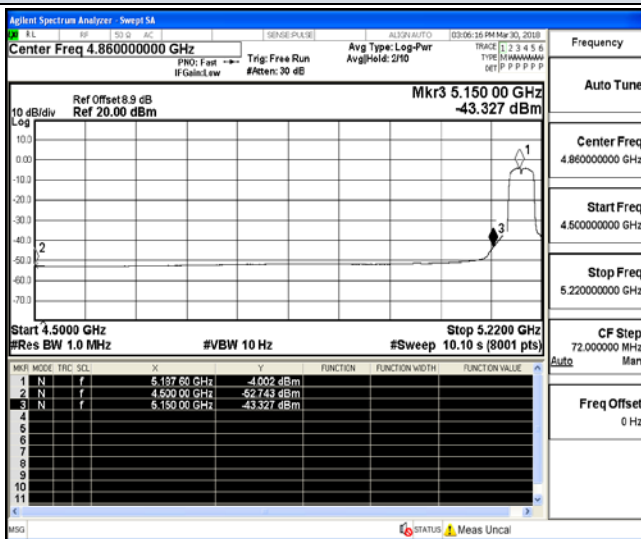 Agilent Spectrum Analyzer - Swept SA
RL RF 50 Ω AC SENSE:PULSE ALIGN AUTO 03:06:16 PM Mar 30, 2018
Center Freq 4.860000000 GHz
PNO: Fast
IFGain:Low
Trig: Free Run
#Atten: 30 dB
Avg Type: Log-Pwr
Avg|Hold: 2/10
TRACE 1 2 3 4 5 6
TYPE MWWWWW
DET P P P P P P
Mkr3 5.150 00 GHz
-43.327 dBm
Ref Offset 8.9 dB
10 dB/div Ref 20.00 dBm
Log
10.0
0.00
-10.0
-20.0
-30.0
-40.0
-50.0
-60.0
-70.0
1
2
3
Start 4.5000 GHz Stop 5.2200 GHz
#Res BW 1.0 MHz #VBW 10 Hz #Sweep 10.10 s (8001 pts)
MKR MODE TRC SCL X Y FUNCTION FUNCTION WIDTH FUNCTION VALUE
1 N f 5.187 60 GHz -4.002 dBm
2 N f 4.500 00 GHz -52.743 dBm
3 N f 5.150 00 GHz -43.327 dBm
4
5
6
7
8
9
10
11
MSG STATUS Meas Uncal
Frequency
Auto Tune
Center Freq
4.860000000 GHz
Start Freq
4.500000000 GHz
Stop Freq
5.220000000 GHz
CF Step
72.000000 MHz
Auto Man
Freq Offset
0 Hz